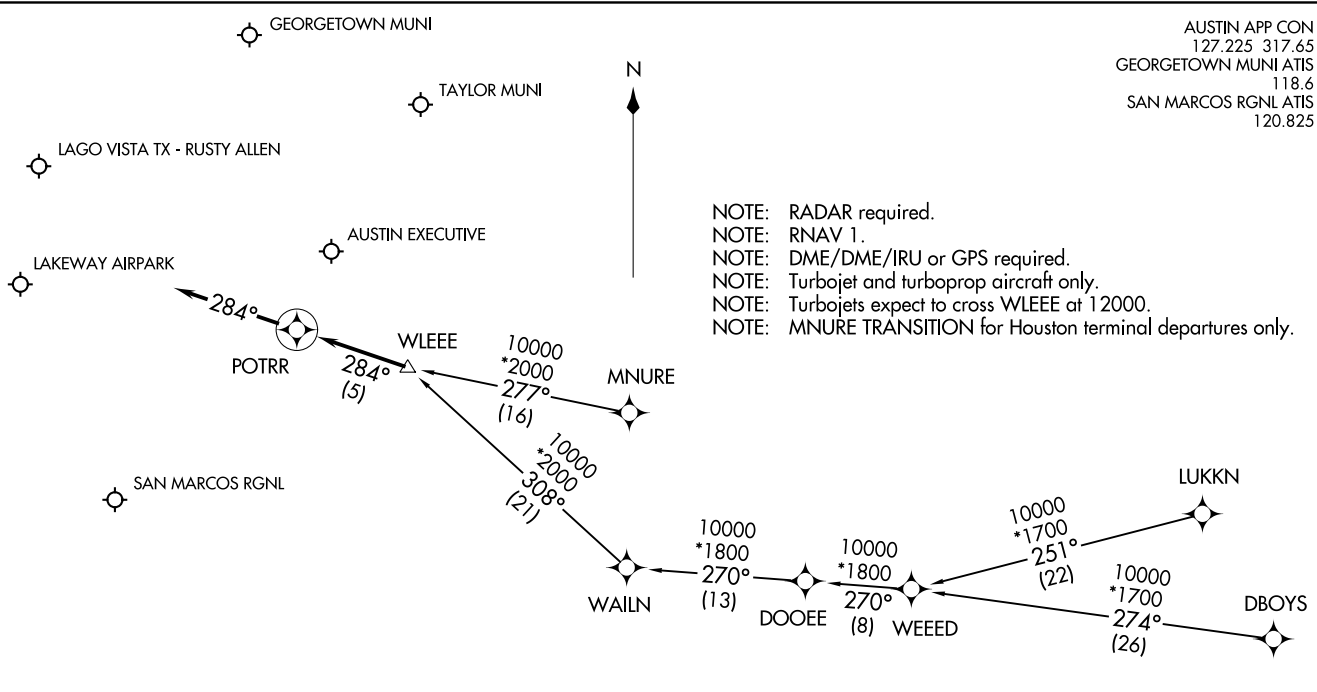 GEORGETOWN MUNI
AUSTIN APP CON
127.225 317.65
GEORGETOWN MUNI ATIS
118.6
SAN MARCOS RGNL ATIS
120.825
N
TAYLOR MUNI
LAGO VISTA TX - RUSTY ALLEN
NOTE: RADAR required.
NOTE: RNAV 1.
NOTE: DME/DME/IRU or GPS required.
NOTE: Turbojet and turboprop aircraft only.
NOTE: Turbojets expect to cross WLEEE at 12000.
NOTE: MNURE TRANSITION for Houston terminal departures only.
AUSTIN EXECUTIVE
LAKEWAY AIRPARK
284°
POTRR
WLEEE
284°
(5)
10000
*2000
277°
(16)
MNURE
10000
*2000
308°
(21)
SAN MARCOS RGNL
LUKKN
10000
*1700
251°
(22)
10000
*1800
270°
(13)
10000
*1800
270°
(8)
10000
*1700
274°
(26)
WAILN
DOOEE
WEEED
DBOYS